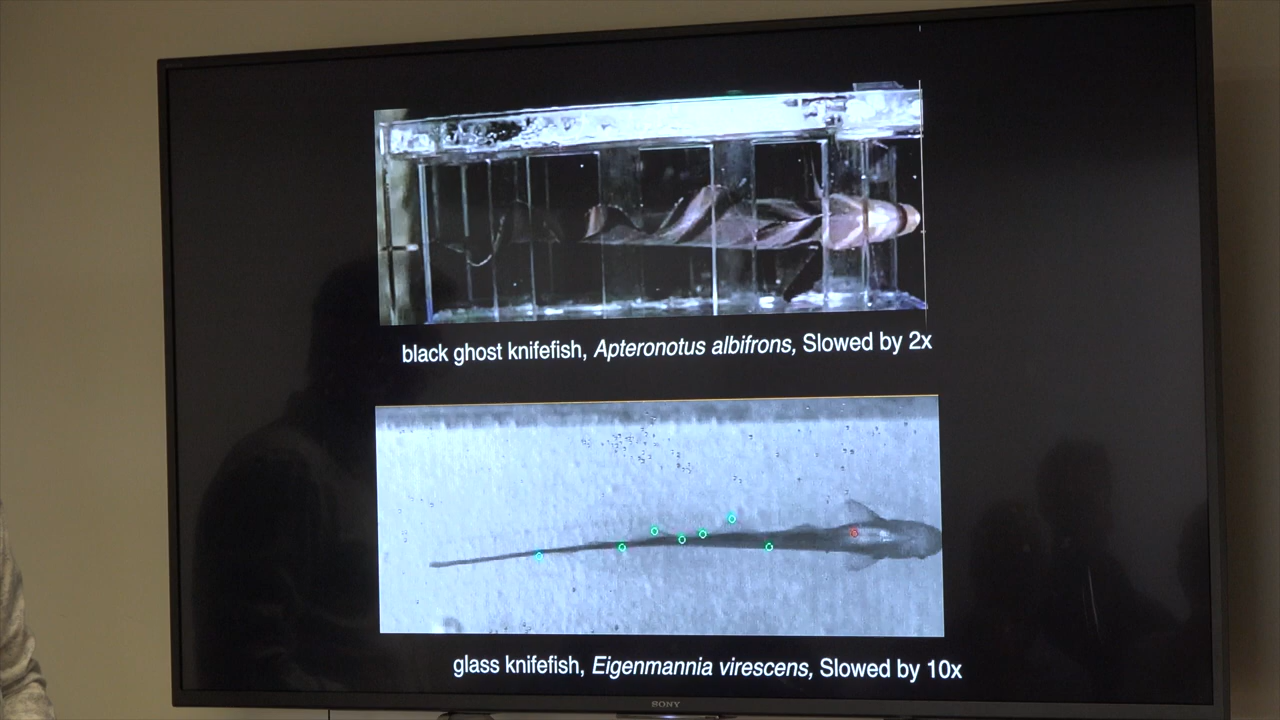 black ghost knifefish, Apteronotus albifrons, Slowed by 2x
glass knifefish, Eigenmannia virescens, Slowed by 10x
SONY